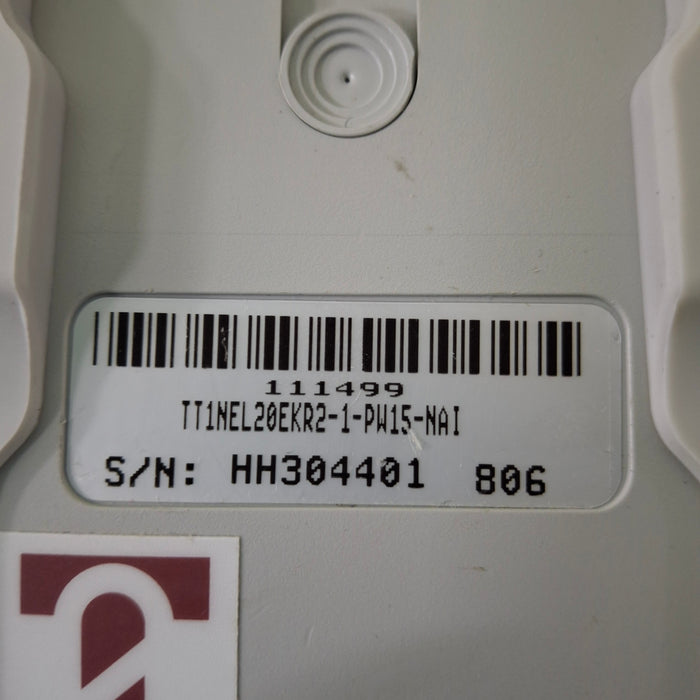 111499
TT1NEL20EKR2-1-PW15-NAI
S/N: HH304401 806